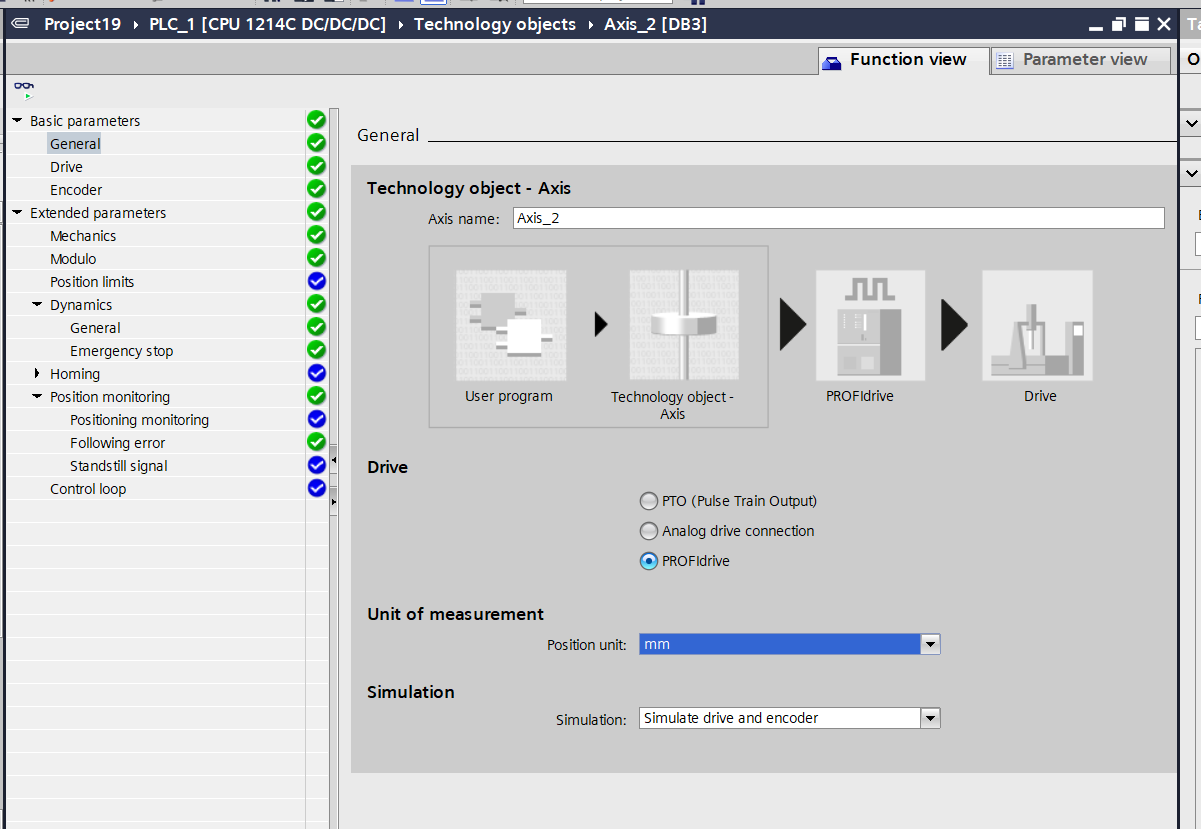 Project19 › PLC_1 [CPU 1214C DC/DC/DC] › Technology objects › Axis_2 [DB3]
Function view
Parameter view
Basic parameters
General
Drive
Encoder
Extended parameters
Mechanics
Modulo
Position limits
Dynamics
General
Emergency stop
Homing
Position monitoring
Positioning monitoring
Following error
Standstill signal
Control loop
General
Technology object - Axis
Axis name:
Axis_2
User program
Technology object -
Axis
PROFIdrive
Drive
Drive
PTO (Pulse Train Output)
Analog drive connection
PROFIdrive
Unit of measurement
Position unit:
mm
Simulation
Simulation:
Simulate drive and encoder